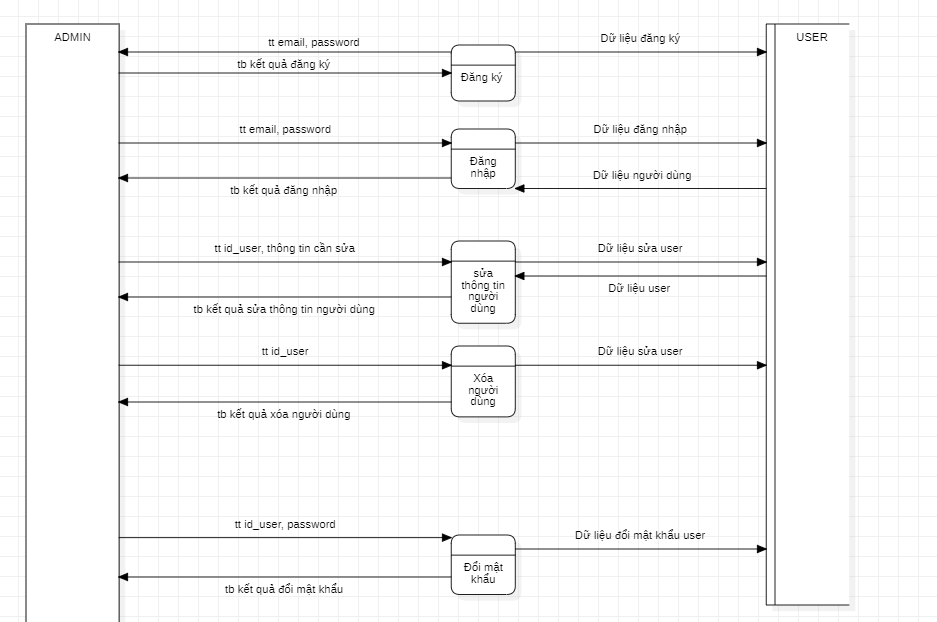 ADMIN
USER
tt email, password
Dữ liệu đăng ký
tb kết quả đăng ký
Đăng ký
tt email, password
Dữ liệu đăng nhập
Đăng
nhập
Dữ liệu người dùng
tb kết quả đăng nhập
tt id_user, thông tin cần sửa
Dữ liệu sửa user
sửa
thông tin
người
dùng
Dữ liệu user
tb kết quả sửa thông tin người dùng
tt id_user
Dữ liệu sửa user
Xóa
người
dùng
tb kết quả xóa người dùng
tt id_user, password
Dữ liệu đổi mật khẩu user
Đổi mật
khẩu
tb kết quả đổi mật khẩu